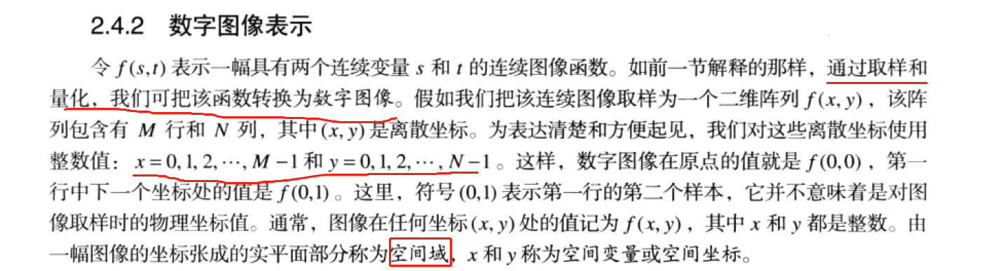 2.4.2 数字图像表示
令 f(s,t) 表示一幅具有两个连续变量 s 和 t 的连续图像函数。如前一节解释的那样，通过取样和
量化，我们可把该函数转换为数字图像。假如我们把该连续图像取样为一个二维阵列 f(x, y)，该阵
列包含有 M 行和 N 列，其中(x, y)是离散坐标。为表达清楚和方便起见，我们对这些离散坐标使用
整数值：x = 0, 1, 2, ⋯, M −1 和 y = 0, 1, 2, ⋯, N −1。这样，数字图像在原点的值就是 f(0,0)，第一
行中下一个坐标处的值是 f(0,1)。这里，符号(0,1)表示第一行的第二个样本，它并不意味着是对图
像取样时的物理坐标值。通常，图像在任何坐标(x, y)处的值记为 f(x, y)，其中 x 和 y 都是整数。由
一幅图像的坐标张成的实平面部分称为空间域，x 和 y 称为空间变量或空间坐标。